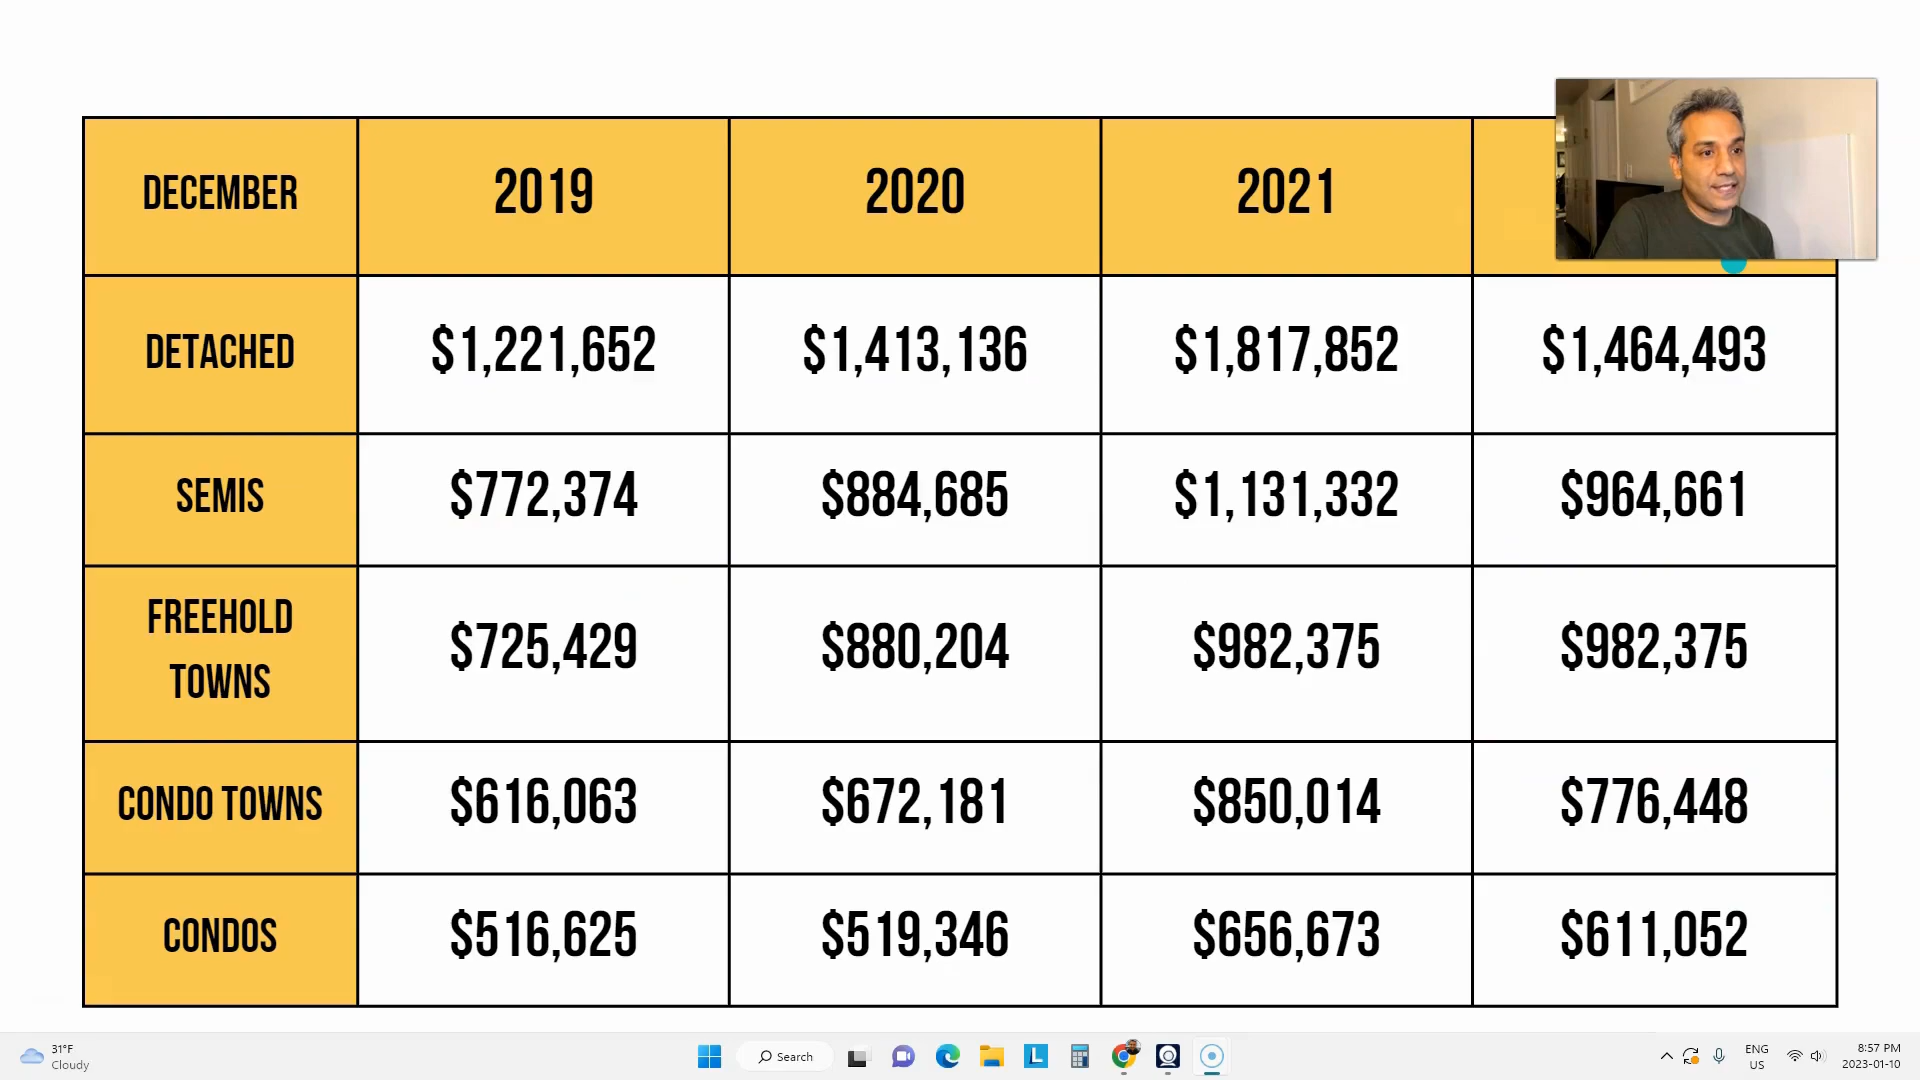 DECEMBER 2019 2020 2021
DETACHED $1,221,652 $1,413,136 $1,817,852 $1,464,493
SEMIS $772,374 $884,685 $1,131,332 $964,661
FREEHOLD
TOWNS $725,429 $880,204 $982,375 $982,375
CONDO TOWNS $616,063 $672,181 $850,014 $776,448
CONDOS $516,625 $519,346 $656,673 $611,052
31°F
Cloudy
Search
L
ENG
US
8:57 PM
2023-01-10